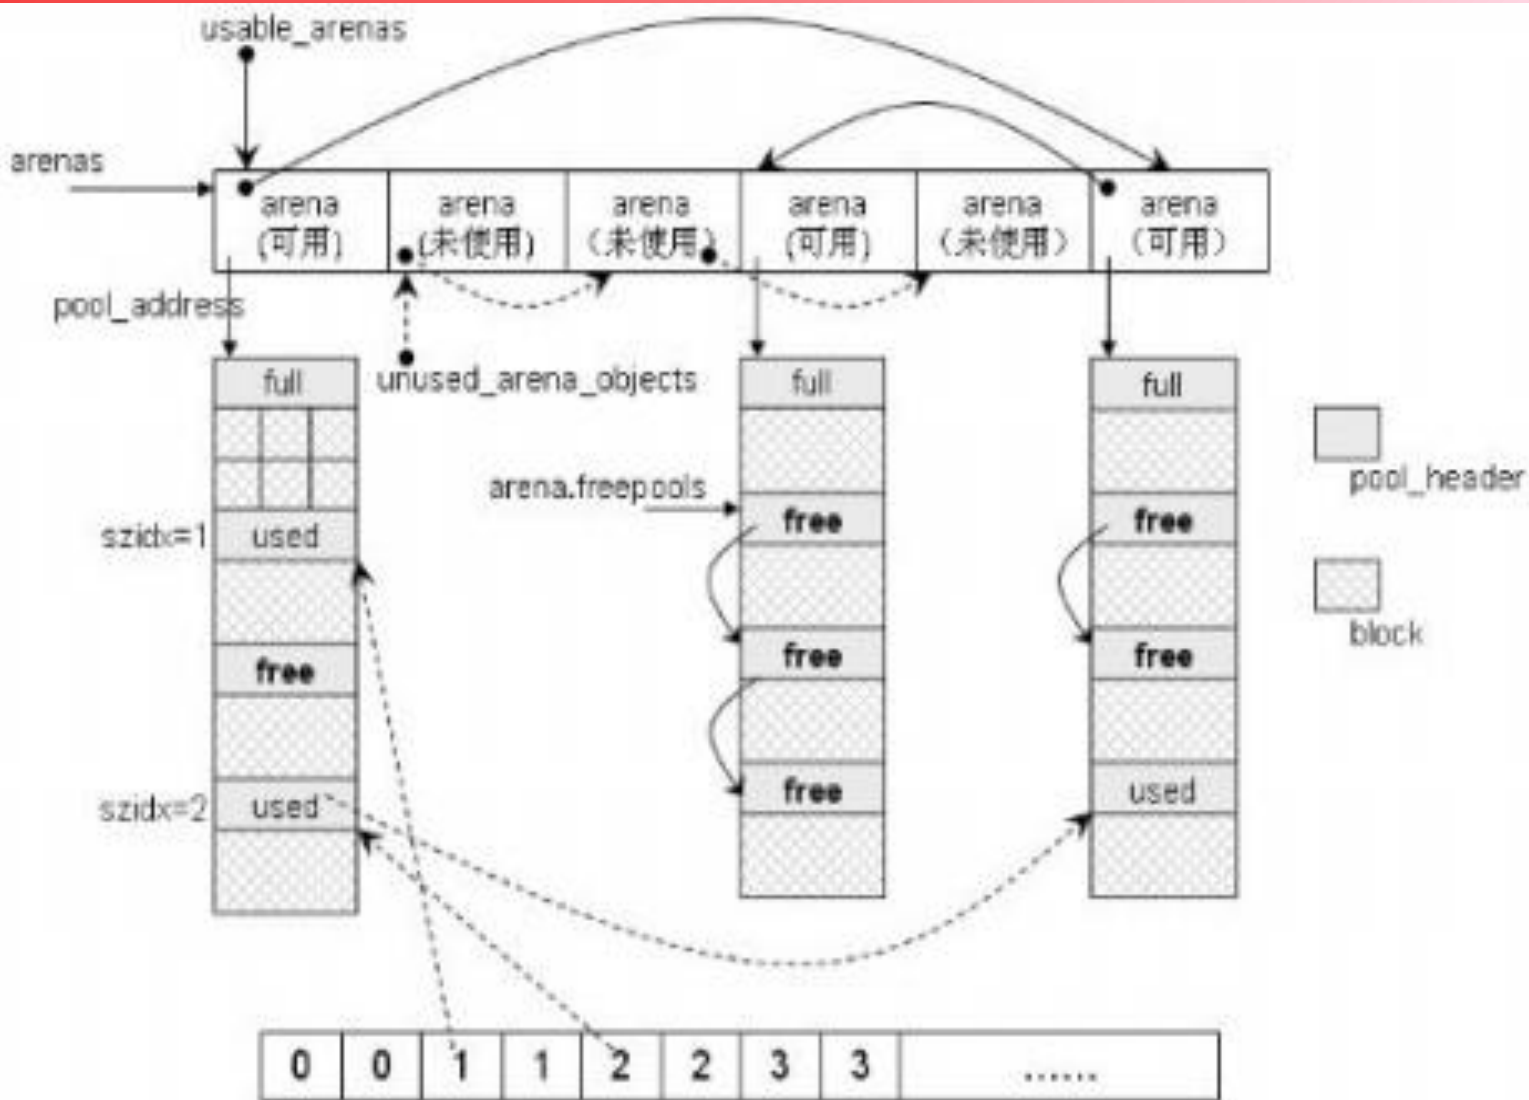 usable_arenas
arenas
arena
(可用)
arena
(未使用)
arena
（未使用）
arena
(可用)
arena
（未使用）
arena
（可用）
pool_address
unused_arena_objects
full
full
full
pool_header
arena.freepools
free
free
szidx=1
used
block
free
free
free
szidx=2
used
free
used
0 0 1 1 2 2 3 3 ......